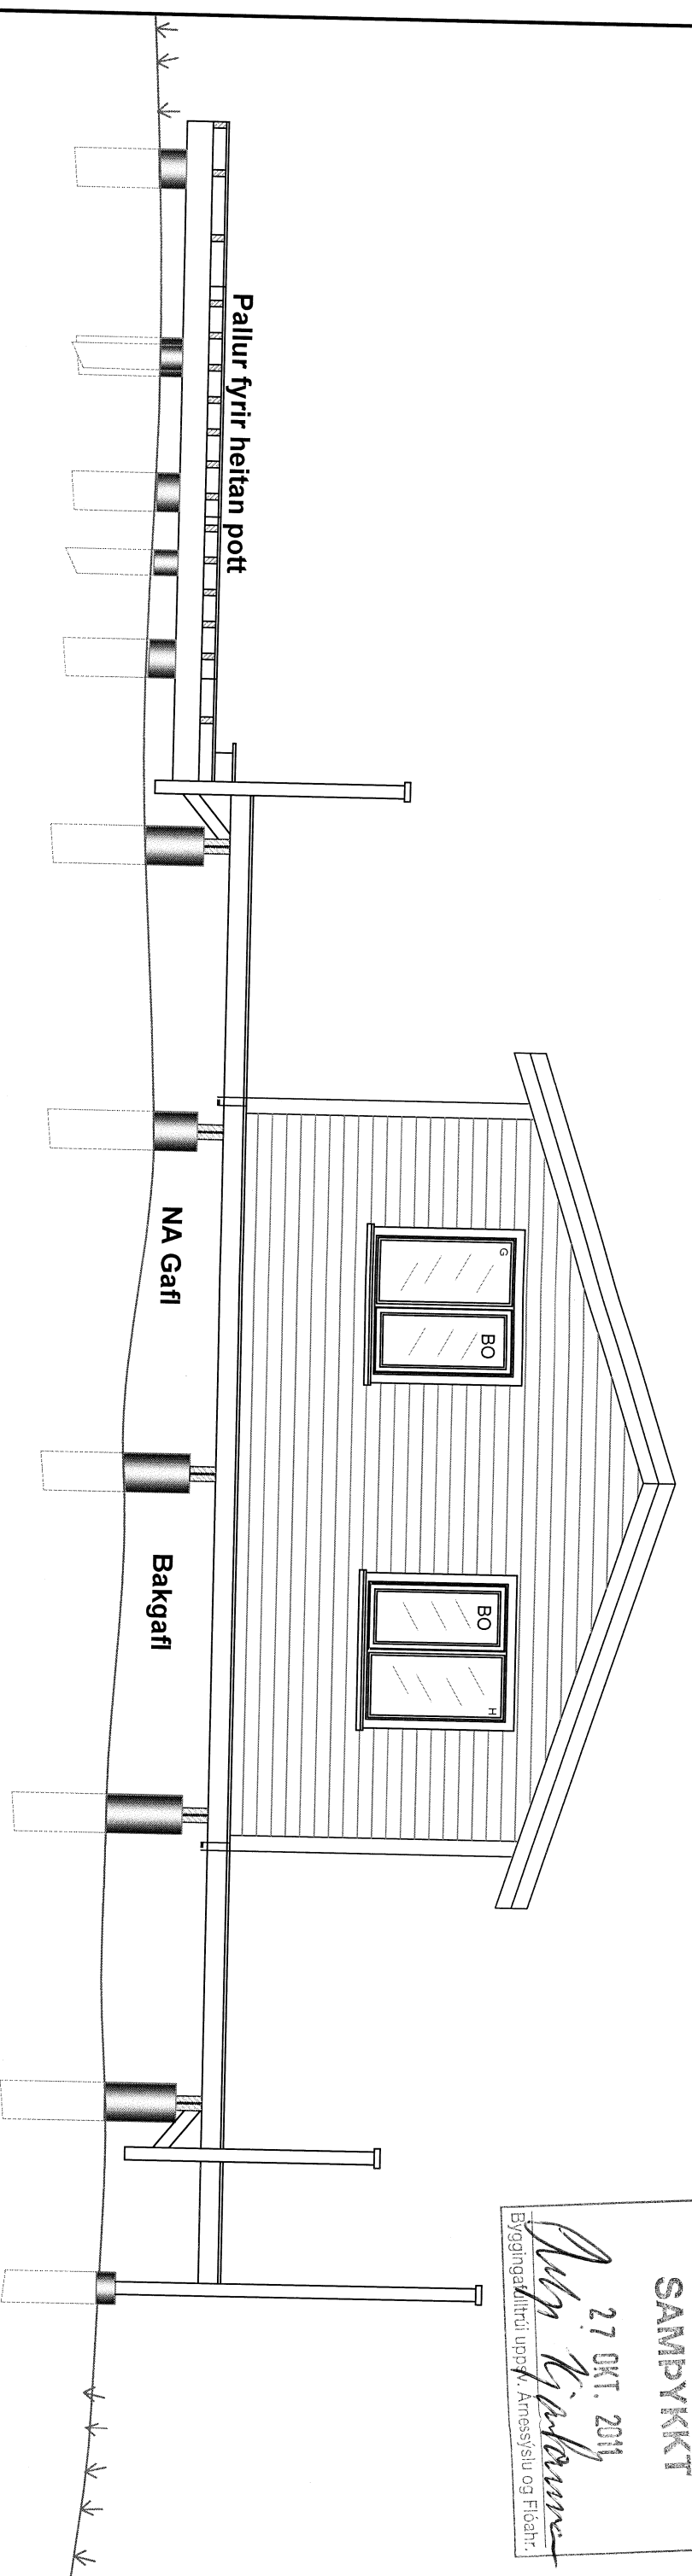 Pallur fyrir heitan pott
NA Gafl
Bakgafl
G
BO
BO
H
SAMÞYKKT
27 OKT. 2011
Byggingafulltrúi uppsv. Árnessýslu og Flóahr.